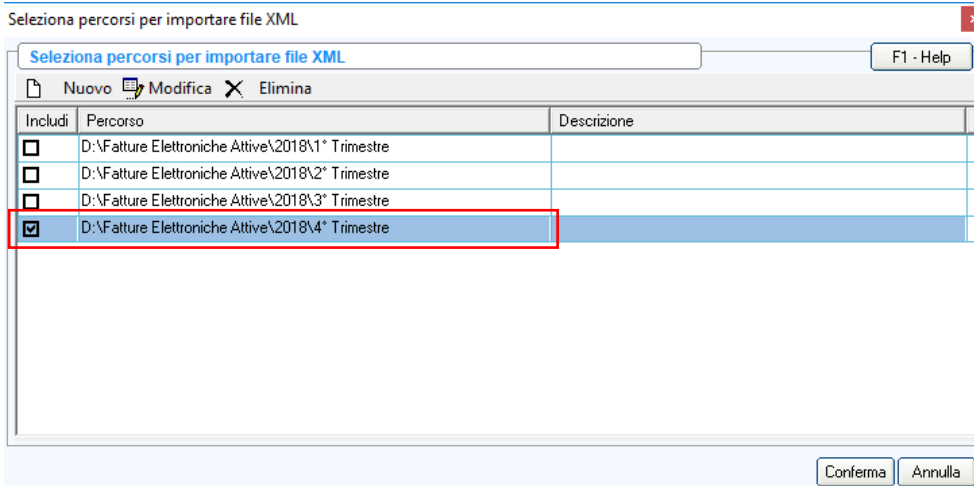 Seleziona percorsi per importare file XML
Seleziona percorsi per importare file XML
F1 - Help
Nuovo Modifica Elimina
Includi Percorso Descrizione
D:\Fatture Elettroniche Attive\2018\1° Trimestre
D:\Fatture Elettroniche Attive\2018\2° Trimestre
D:\Fatture Elettroniche Attive\2018\3° Trimestre
D:\Fatture Elettroniche Attive\2018\4° Trimestre
Conferma Annulla